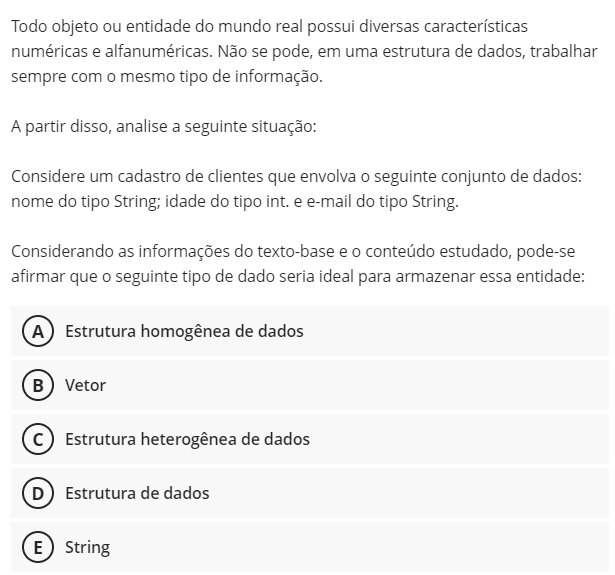 Todo objeto ou entidade do mundo real possui diversas características
numéricas e alfanuméricas. Não se pode, em uma estrutura de dados, trabalhar
sempre com o mesmo tipo de informação.
A partir disso, analise a seguinte situação:
Considere um cadastro de clientes que envolva o seguinte conjunto de dados:
nome do tipo String; idade do tipo int. e e-mail do tipo String.
Considerando as informações do texto-base e o conteúdo estudado, pode-se
afirmar que o seguinte tipo de dado seria ideal para armazenar essa entidade:
A Estrutura homogênea de dados
B Vetor
C Estrutura heterogênea de dados
D Estrutura de dados
E String